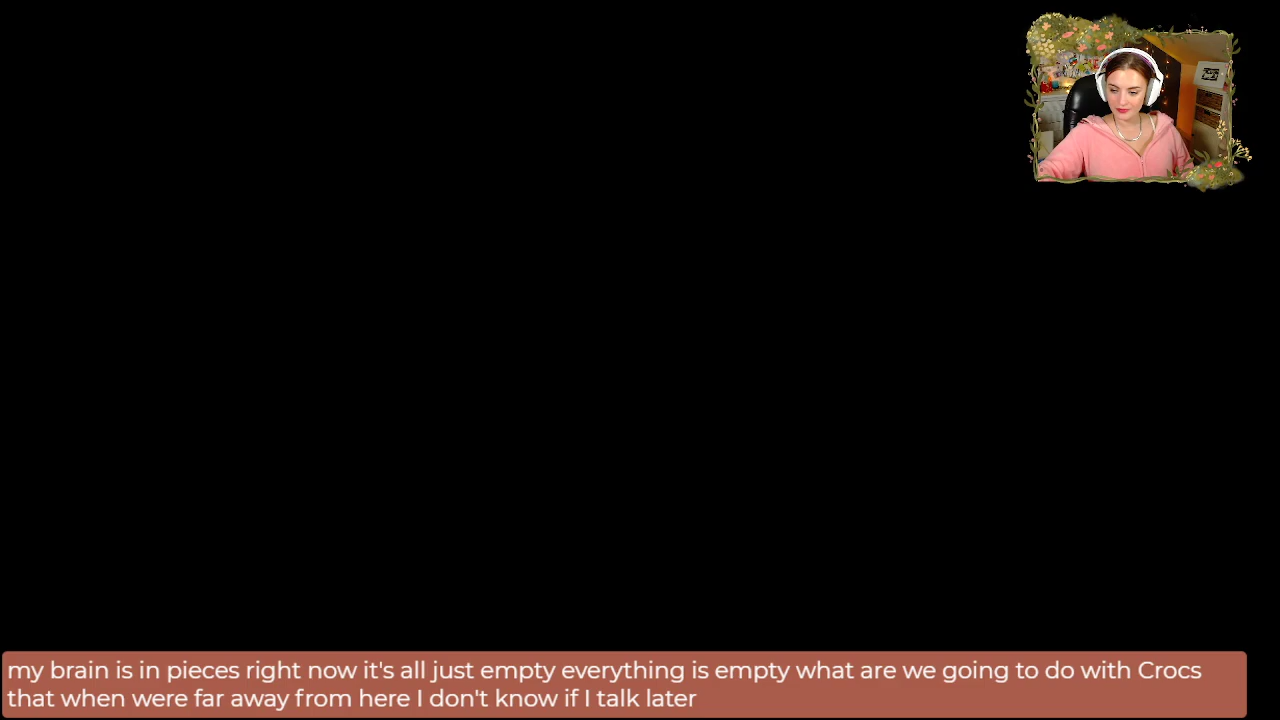 my brain is in pieces right now it's all just empty everything is empty what are we going to do with Crocs
that when were far away from here I don't know if I talk later